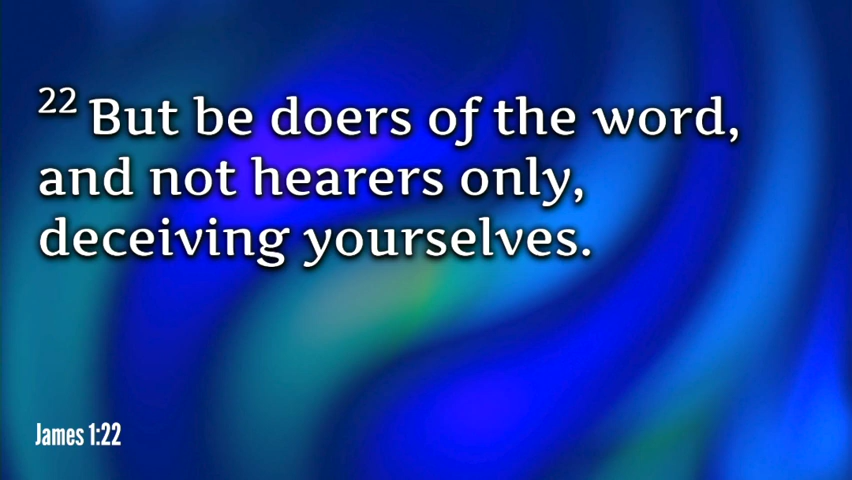 22 But be doers of the word,
and not hearers only,
deceiving yourselves.
James 1:22